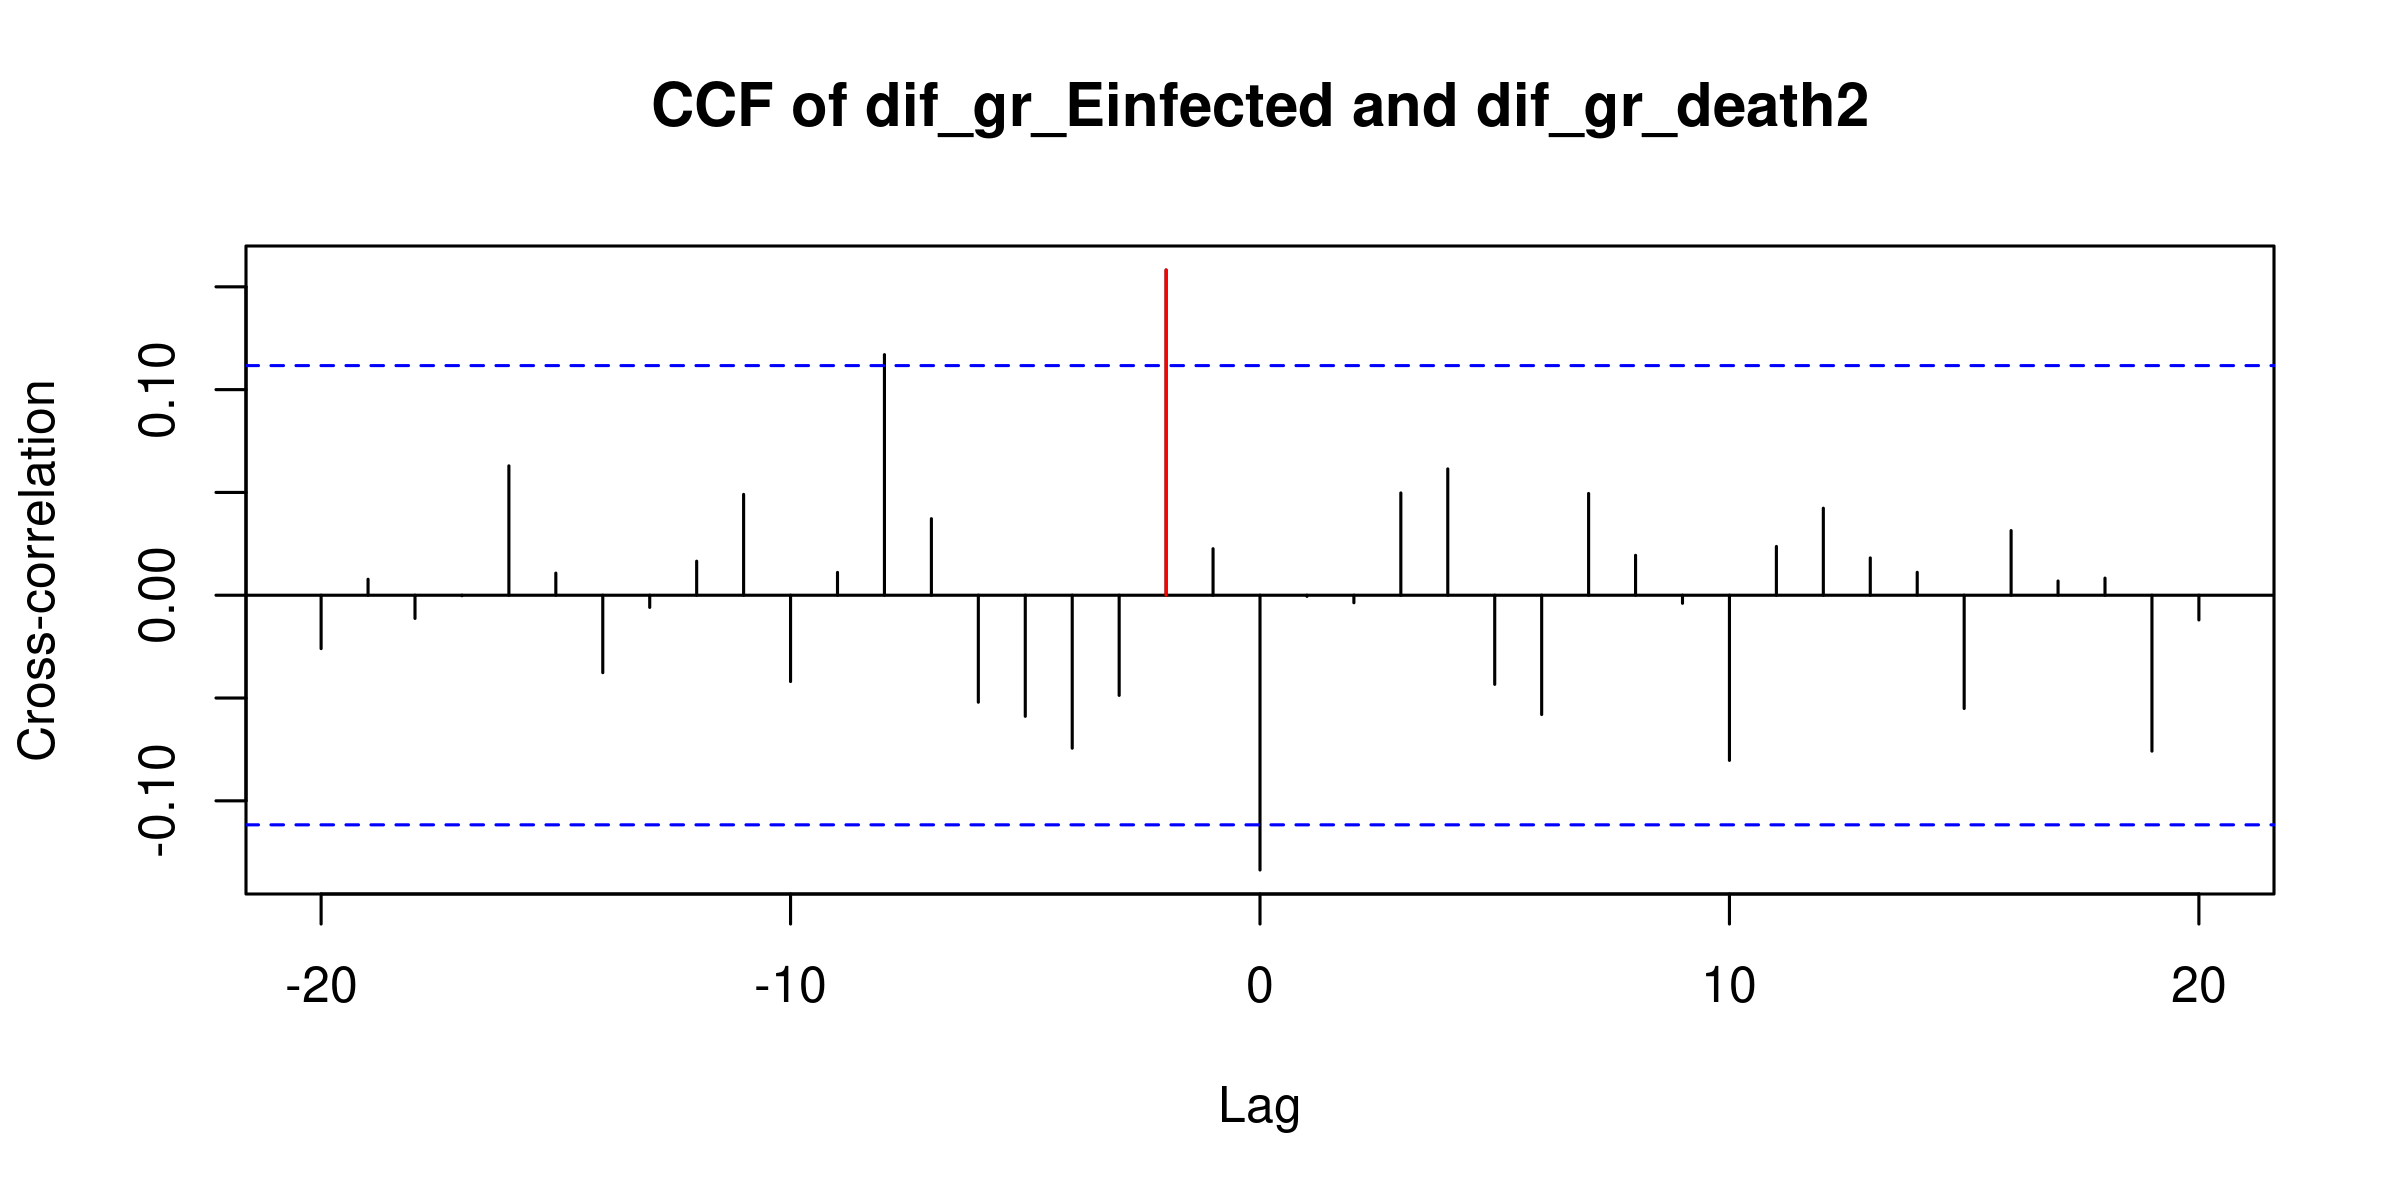 CCF of dif_gr_Einfected and dif_gr_death2
Cross-correlation
0.10
0.00
-0.10
-20
-10
0
10
20
Lag